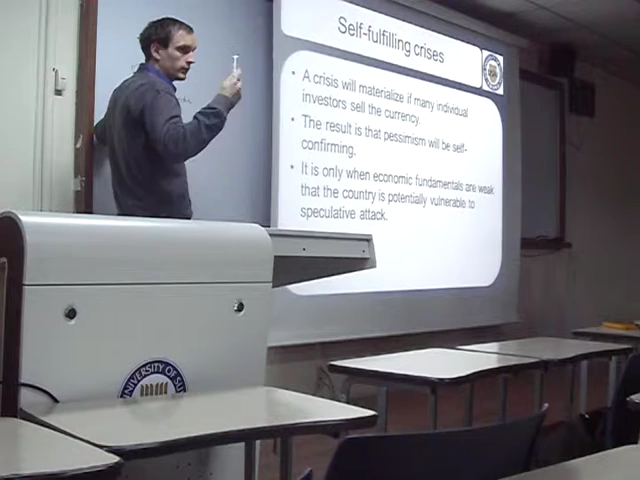 Self-fulfilling crises
• A crisis will materialize if many individual
investors sell the currency.
• The result is that pessimism will be self-
confirming.
• It is only when economic fundamentals are weak
that the country is potentially vulnerable to
speculative attack.
UNIVERSITY OF SU